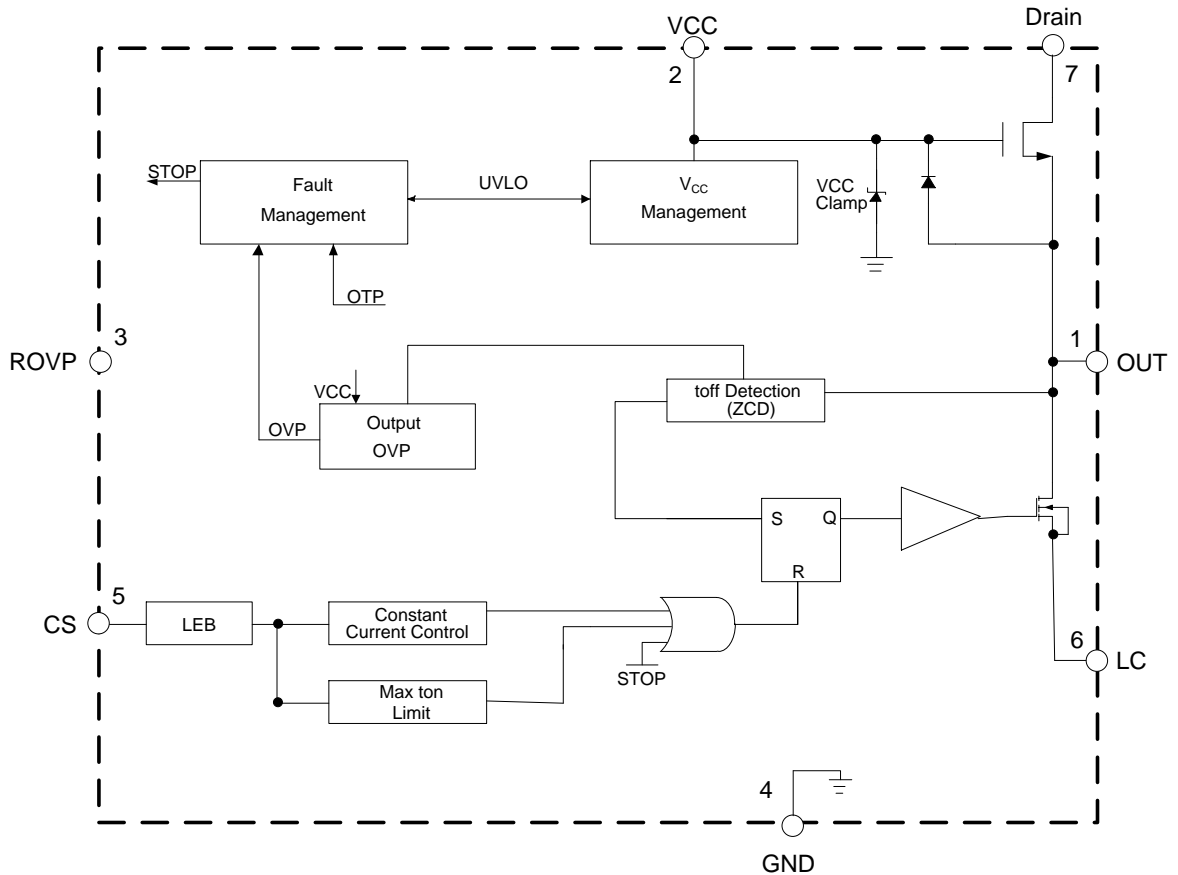 VCC
Drain
2
7
STOP
Fault
Management
UVLO
VCC
Management
VCC
Clamp
OTP
3
ROVP
1
OUT
VCC
toff Detection
(ZCD)
OVP
Output
OVP
S
Q
R
5
CS
LEB
Constant
Current Control
6
LC
STOP
Max ton
Limit
4
GND